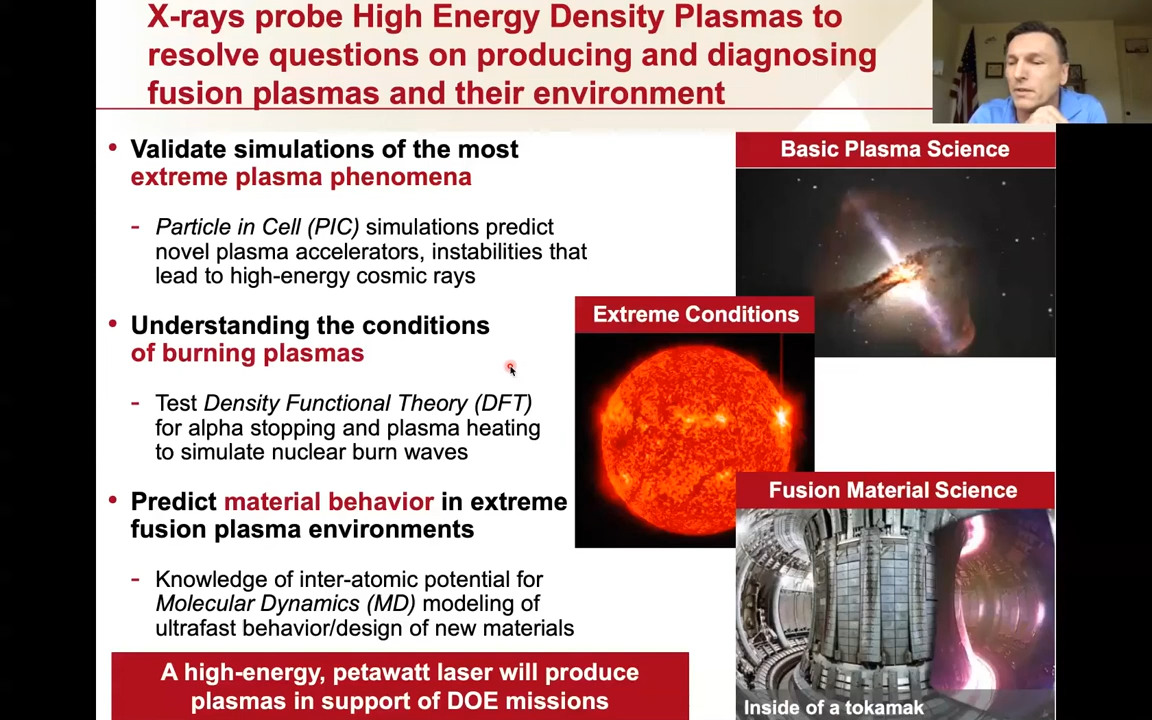 X-rays probe High Energy Density Plasmas to
resolve questions on producing and diagnosing
fusion plasmas and their environment
• Validate simulations of the most
extreme plasma phenomena
- Particle in Cell (PIC) simulations predict
novel plasma accelerators, instabilities that
lead to high-energy cosmic rays
• Understanding the conditions
of burning plasmas
- Test Density Functional Theory (DFT)
for alpha stopping and plasma heating
to simulate nuclear burn waves
• Predict material behavior in extreme
fusion plasma environments
- Knowledge of inter-atomic potential for
Molecular Dynamics (MD) modeling of
ultrafast behavior/design of new materials
A high-energy, petawatt laser will produce
plasmas in support of DOE missions
Basic Plasma Science
Extreme Conditions
Fusion Material Science
Inside of a tokamak